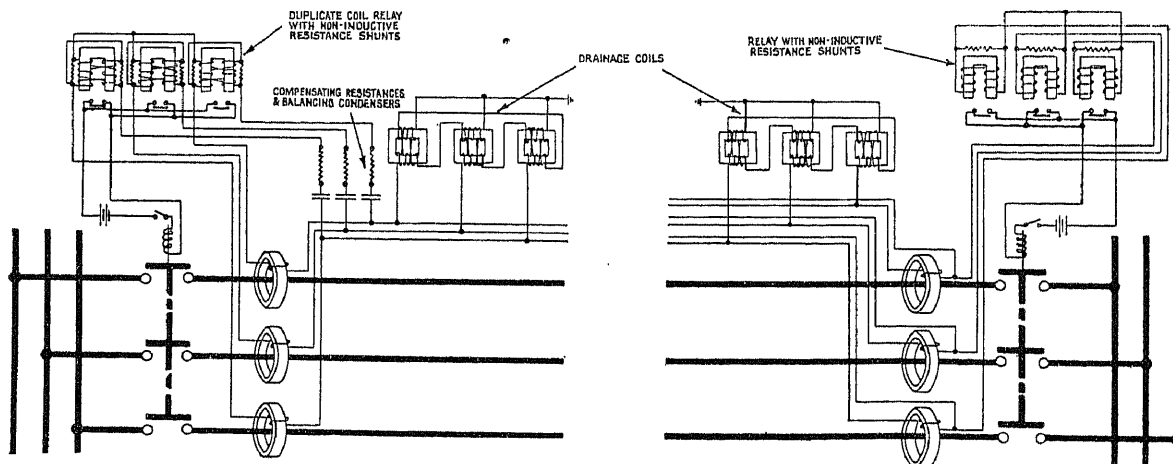 DUPLICATE COIL RELAY
WITH NON-INDUCTIVE
RESISTANCE SHUNTS
COMPENSATING RESISTANCES
& BALANCING CONDENSERS
DRAINAGE COILS
RELAY WITH NON-INDUCTIVE
RESISTANCE SHUNTS